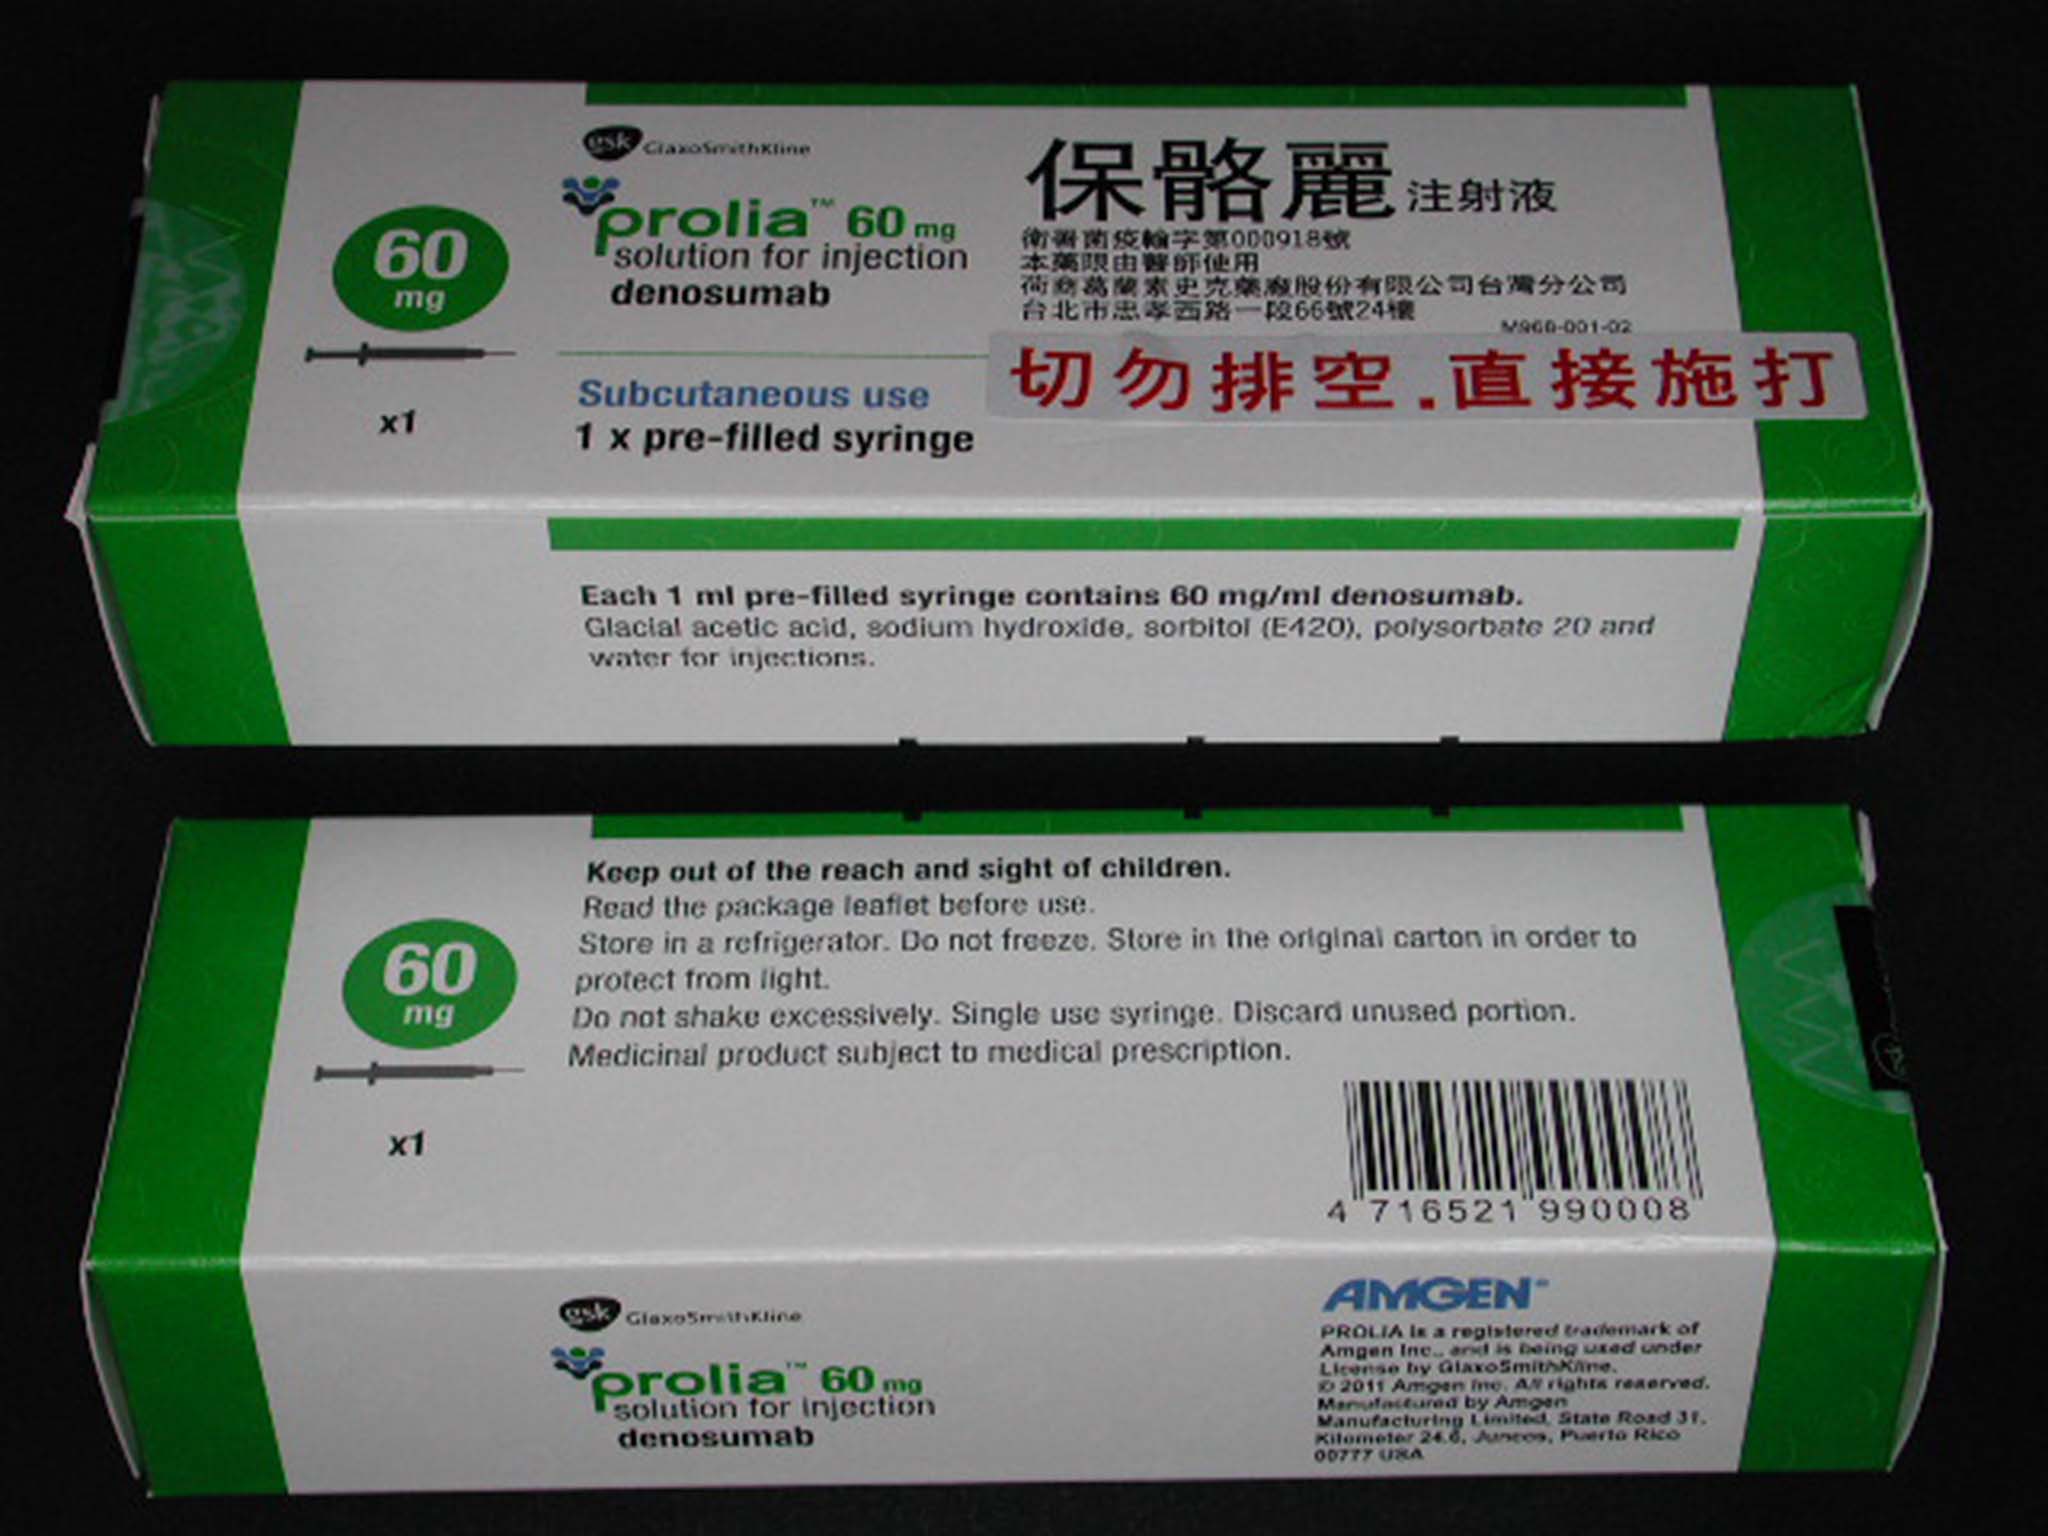 gsk GlaxoSmithKline
prolia™ 60 mg
solution for injection
denosumab
60
mg
x1
Subcutaneous use
1 x pre-filled syringe
保骼麗 注射液
衛署菌疫輸字第000918號
本藥限由醫師使用
荷商葛蘭素史克藥廠股份有限公司台灣分公司
台北市忠孝西路一段66號24樓
M96B-001-02
切勿排空.直接施打
Each 1 ml pre-filled syringe contains 60 mg/ml denosumab.
Glacial acetic acid, sodium hydroxide, sorbitol (E420), polysorbate 20 and
water for injections.
60
mg
x1
Keep out of the reach and sight of children.
Read the package leaflet before use.
Store in a refrigerator. Do not freeze. Store in the original carton in order to
protect from light.
Do not shake excessively. Single use syringe. Discard unused portion.
Medicinal product subject to medical prescription.
4 716521 990008
gsk GlaxoSmithKline
prolia™ 60 mg
solution for injection
denosumab
AMGEN®
PROLIA is a registered trademark of
Amgen Inc., and is being used under
License by GlaxoSmithKline.
© 2011 Amgen Inc. All rights reserved.
Manufactured by Amgen
Manufacturing Limited, State Road 31,
Kilometer 24.6, Juncos, Puerto Rico
00777 USA